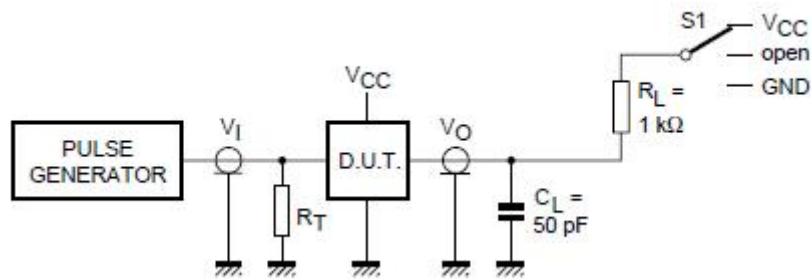 S1
VCC
open
GND
RL =
1 kΩ
VCC
VI
VO
PULSE
GENERATOR
D.U.T.
RT
CL =
50 pF